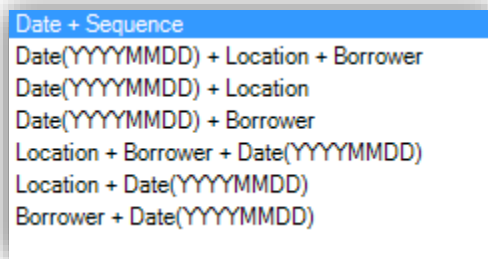 Date + Sequence
Date(YYYYMMDD) + Location + Borrower
Date(YYYYMMDD) + Location
Date(YYYYMMDD) + Borrower
Location + Borrower + Date(YYYYMMDD)
Location + Date(YYYYMMDD)
Borrower + Date(YYYYMMDD)